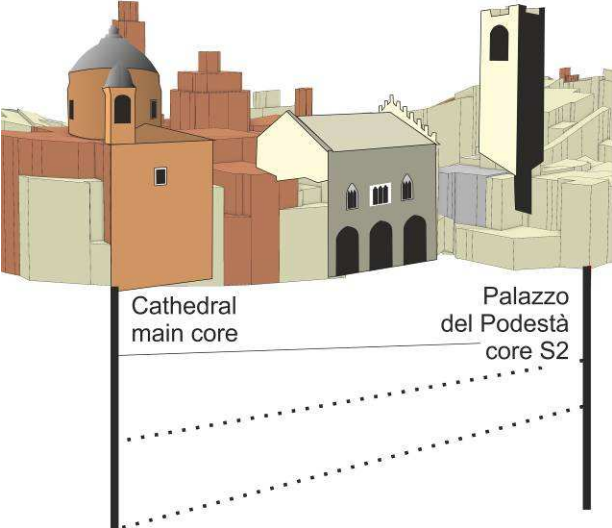 Cathedral
main core
Palazzo
del Podestà
core S2